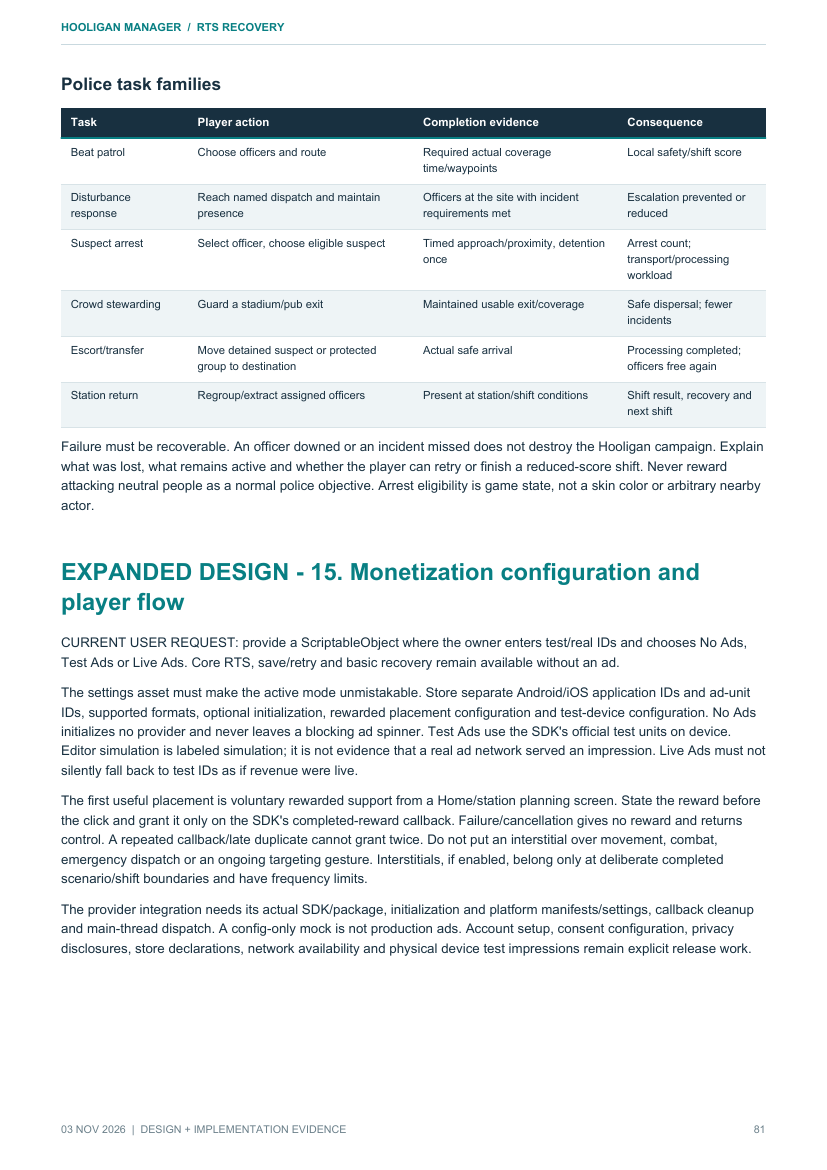 HOOLIGAN MANAGER / RTS RECOVERY
Police task families
Task Player action Completion evidence Consequence
Beat patrol Choose officers and route Required actual coverage time/waypoints Local safety/shift score
Disturbance response Reach named dispatch and maintain presence Officers at the site with incident requirements met Escalation prevented or reduced
Suspect arrest Select officer, choose eligible suspect Timed approach/proximity, detention once Arrest count; transport/processing workload
Crowd stewarding Guard a stadium/pub exit Maintained usable exit/coverage Safe dispersal; fewer incidents
Escort/transfer Move detained suspect or protected group to destination Actual safe arrival Processing completed; officers free again
Station return Regroup/extract assigned officers Present at station/shift conditions Shift result, recovery and next shift
Failure must be recoverable. An officer downed or an incident missed does not destroy the Hooligan campaign. Explain
what was lost, what remains active and whether the player can retry or finish a reduced-score shift. Never reward
attacking neutral people as a normal police objective. Arrest eligibility is game state, not a skin color or arbitrary nearby
actor.
EXPANDED DESIGN - 15. Monetization configuration and
player flow
CURRENT USER REQUEST: provide a ScriptableObject where the owner enters test/real IDs and chooses No Ads,
Test Ads or Live Ads. Core RTS, save/retry and basic recovery remain available without an ad.
The settings asset must make the active mode unmistakable. Store separate Android/iOS application IDs and ad-unit
IDs, supported formats, optional initialization, rewarded placement configuration and test-device configuration. No Ads
initializes no provider and never leaves a blocking ad spinner. Test Ads use the SDK's official test units on device.
Editor simulation is labeled simulation; it is not evidence that a real ad network served an impression. Live Ads must not
silently fall back to test IDs as if revenue were live.
The first useful placement is voluntary rewarded support from a Home/station planning screen. State the reward before
the click and grant it only on the SDK's completed-reward callback. Failure/cancellation gives no reward and returns
control. A repeated callback/late duplicate cannot grant twice. Do not put an interstitial over movement, combat,
emergency dispatch or an ongoing targeting gesture. Interstitials, if enabled, belong only at deliberate completed
scenario/shift boundaries and have frequency limits.
The provider integration needs its actual SDK/package, initialization and platform manifests/settings, callback cleanup
and main-thread dispatch. A config-only mock is not production ads. Account setup, consent configuration, privacy
disclosures, store declarations, network availability and physical device test impressions remain explicit release work.
03 NOV 2026 | DESIGN + IMPLEMENTATION EVIDENCE 81